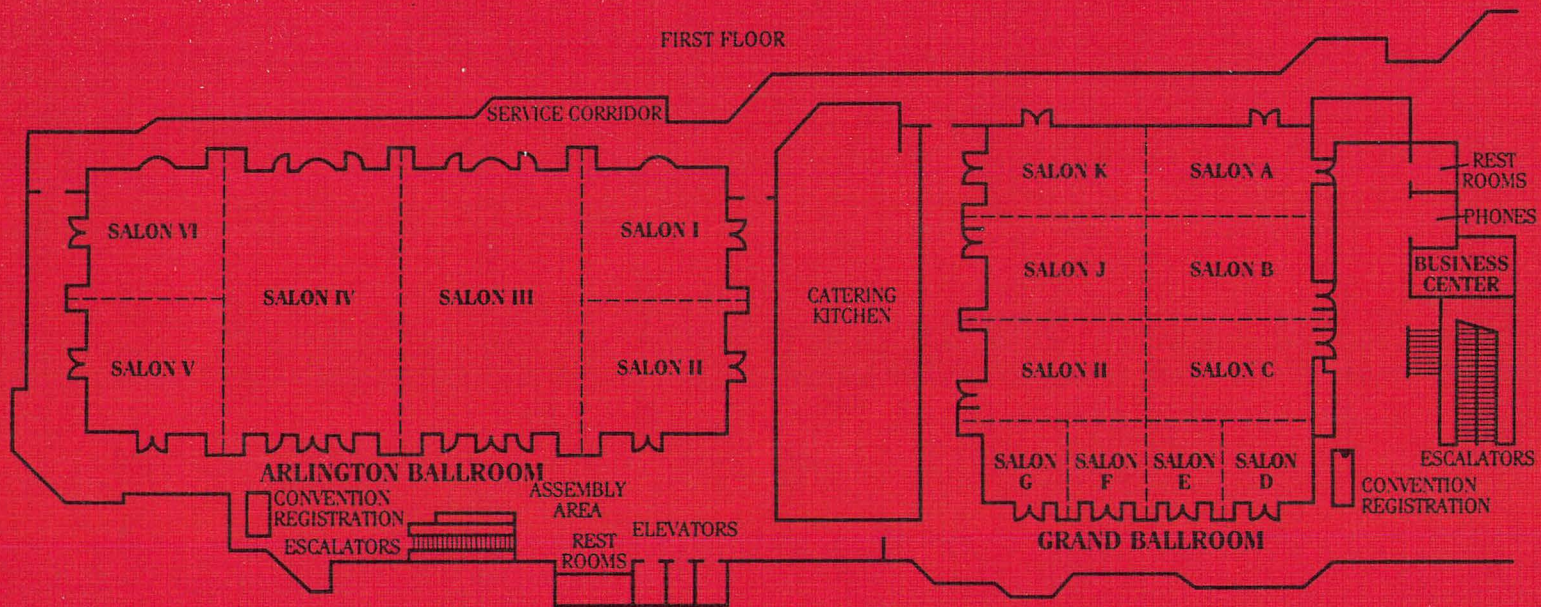 FIRST FLOOR
SERVICE CORRIDOR
SALON VI
SALON I
SALON IV
SALON III
SALON V
SALON II
ARLINGTON BALLROOM
CONVENTION
REGISTRATION
ASSEMBLY
AREA
ESCALATORS
REST
ROOMS
ELEVATORS
CATERING
KITCHEN
SALON K
SALON A
SALON J
SALON B
SALON H
SALON C
SALON
G
SALON
F
SALON
E
SALON
D
GRAND BALLROOM
REST
ROOMS
PHONES
BUSINESS
CENTER
ESCALATORS
CONVENTION
REGISTRATION